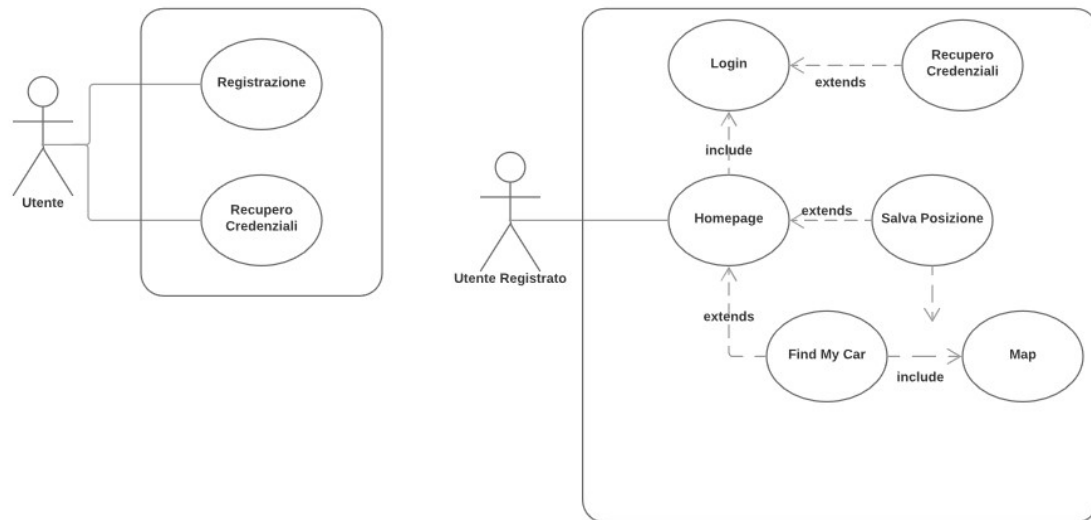 Registrazione
Utente
Recupero
Credenziali
Login
extends
Recupero
Credenziali
include
Utente Registrato
Homepage
extends
Salva Posizione
extends
Find My Car
include
Map